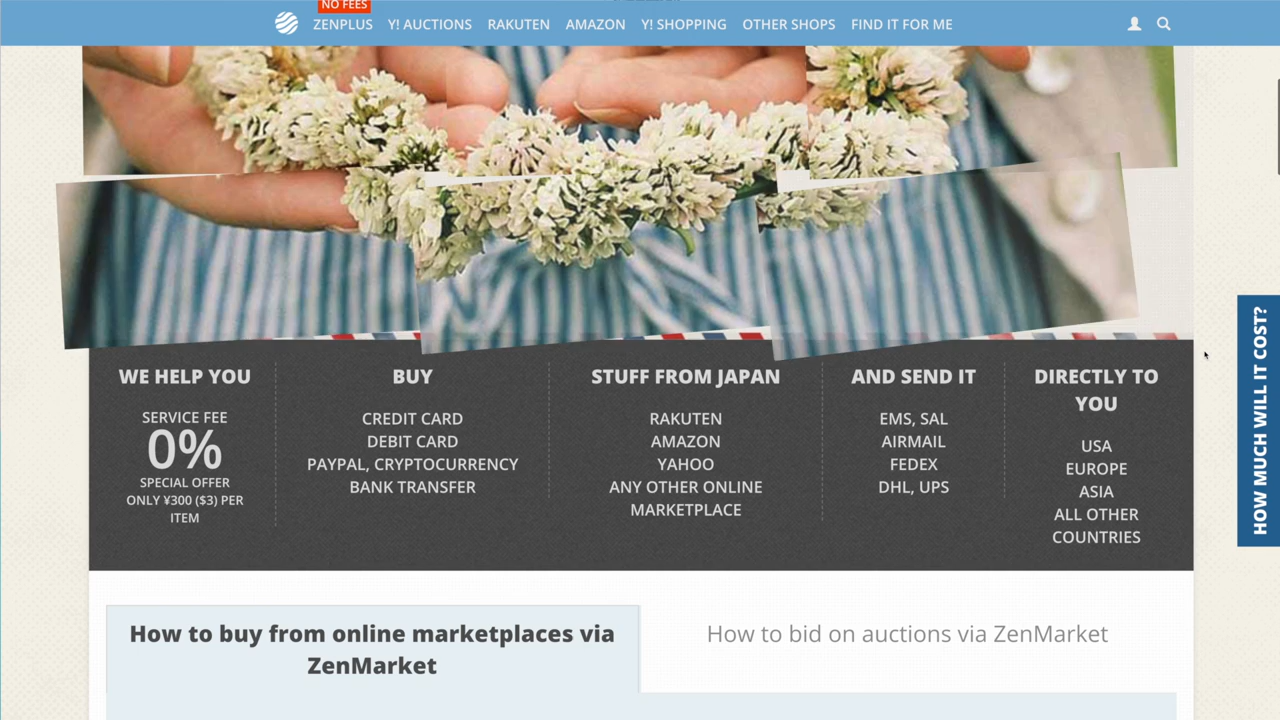 NO FEES
ZENPLUS
Y! AUCTIONS
RAKUTEN
AMAZON
Y! SHOPPING
OTHER SHOPS
FIND IT FOR ME
WE HELP YOU
SERVICE FEE
0%
SPECIAL OFFER
ONLY ¥300 ($3) PER
ITEM
BUY
CREDIT CARD
DEBIT CARD
PAYPAL, CRYPTOCURRENCY
BANK TRANSFER
STUFF FROM JAPAN
RAKUTEN
AMAZON
YAHOO
ANY OTHER ONLINE
MARKETPLACE
AND SEND IT
EMS, SAL
AIRMAIL
FEDEX
DHL, UPS
DIRECTLY TO
YOU
USA
EUROPE
ASIA
ALL OTHER
COUNTRIES
HOW MUCH WILL IT COST?
How to buy from online marketplaces via
ZenMarket
How to bid on auctions via ZenMarket